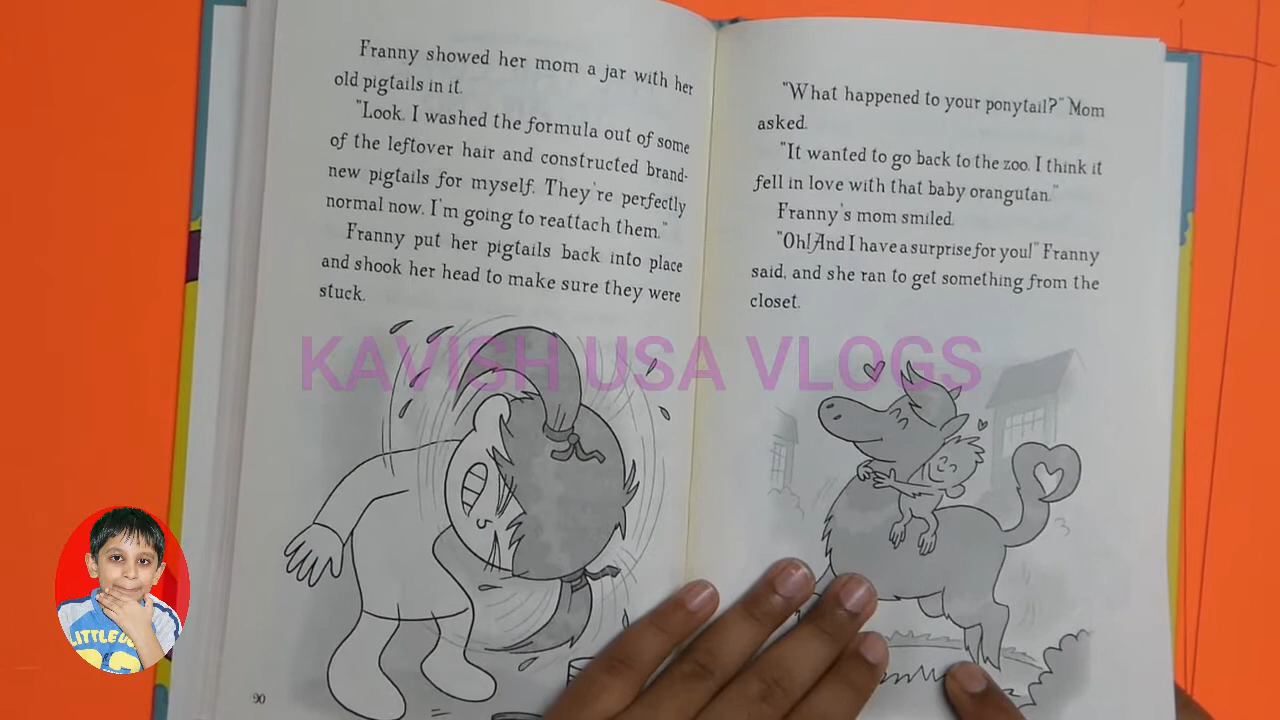 Franny showed her mom a jar with her
old pigtails in it.
"Look. I washed the formula out of some
of the leftover hair and constructed brand-
new pigtails for myself. They're perfectly
normal now. I'm going to reattach them."
Franny put her pigtails back into place
and shook her head to make sure they were
stuck.
90
"What happened to your ponytail?" Mom
asked.
"It wanted to go back to the zoo. I think it
fell in love with that baby orangutan."
Franny's mom smiled.
"Oh! And I have a surprise for you!" Franny
said, and she ran to get something from the
closet.
KAVISH USA VLOGS
LITTLE